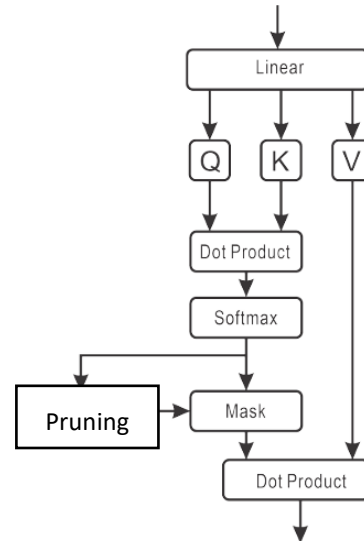 Linear
Q K V
Dot Product
Softmax
Pruning Mask
Dot Product